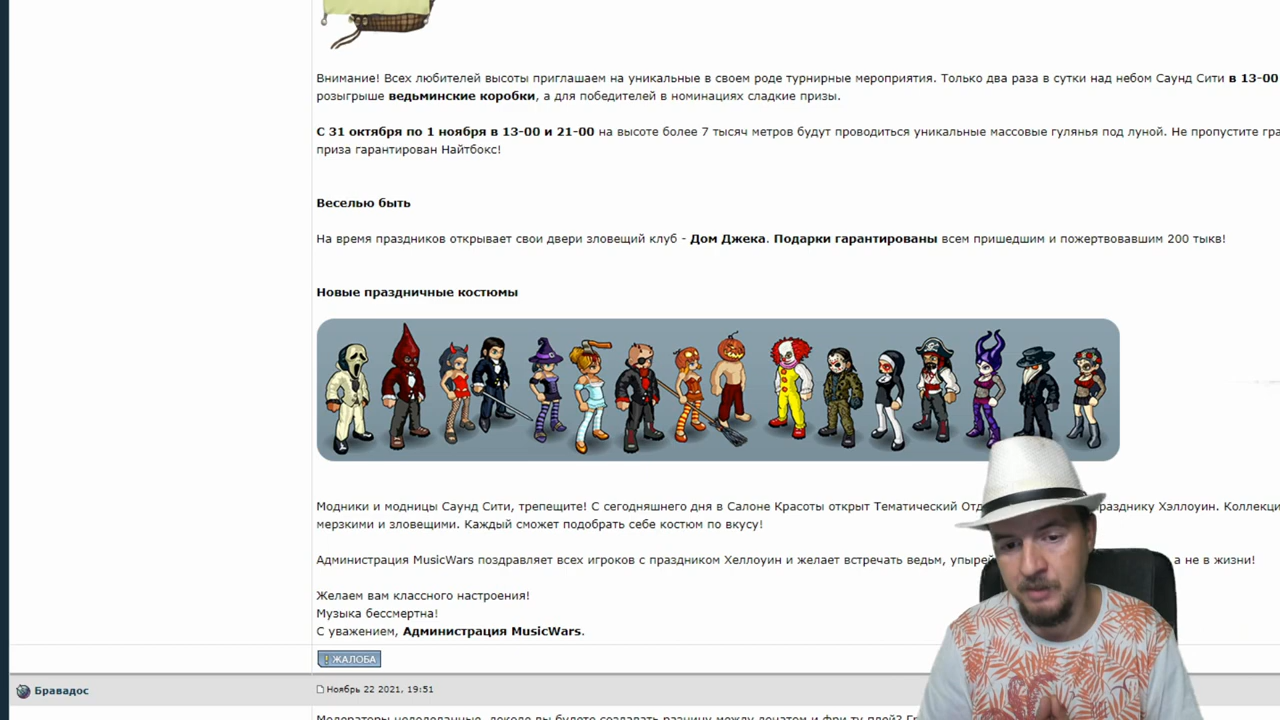 Внимание! Всех любителей высоты приглашаем на уникальные в своем роде турнирные мероприятия. Только два раза в сутки над небом Саунд Сити в 13-00
розыгрыше ведьминские коробки, а для победителей в номинациях сладкие призы.
С 31 октября по 1 ноября в 13-00 и 21-00 на высоте более 7 тысяч метров будут проводиться уникальные массовые гулянья под луной. Не пропустите
приза гарантирован Найтбокс!
Веселью быть
На время праздников открывает свои двери зловещий клуб - Дом Джека. Подарки гарантированы всем пришедшим и пожертвовавшим 200 тыкв!
Новые праздничные костюмы
Модники и модницы Саунд Сити, трепещите! С сегодняшнего дня в Салоне Красоты открыт Тематический Хэллоуин.
мерзкими и зловещими. Каждый сможет подобрать себе костюм по вкусу!
Администрация MusicWars поздравляет всех игроков с праздником Хеллоуин и желает встречать ведьм, а не в жизни!
Желаем вам классного настроения!
Музыка бессмертна!
С уважением, Администрация MusicWars.
! ЖАЛОБА
Бравадос Ноябрь 22 2021, 19:51